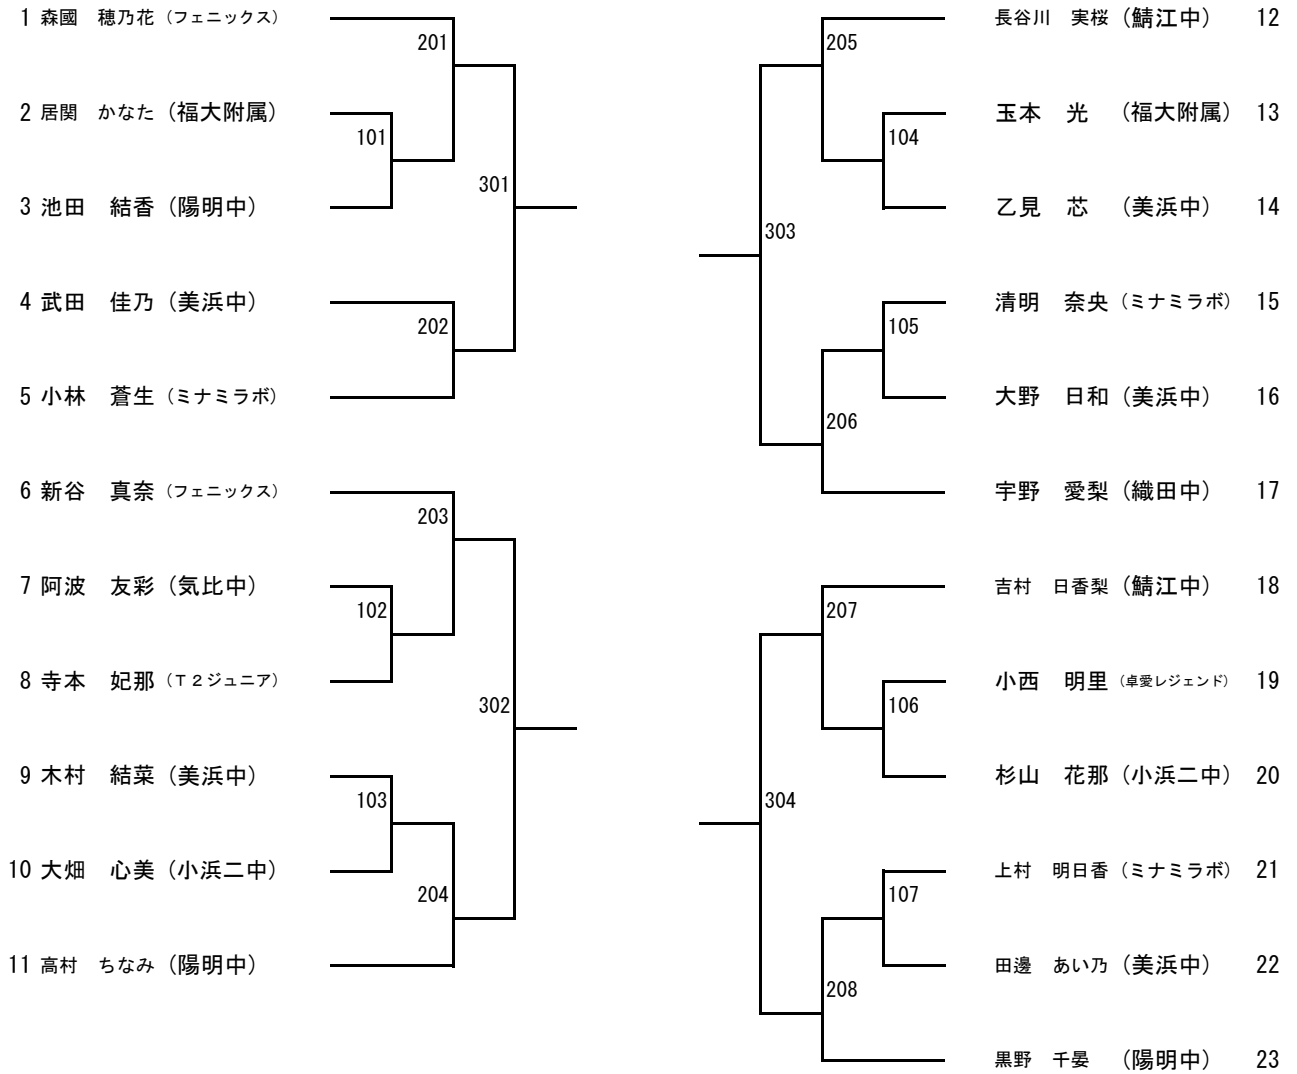 1 森國　穂乃花（フェニックス）
201
2 居関　かなた（福大附属）
101
3 池田　結香（陽明中）
301
4 武田　佳乃（美浜中）
202
5 小林　蒼生（ミナミラボ）
6 新谷　真奈（フェニックス）
203
7 阿波　友彩（気比中）
102
8 寺本　妃那（Ｔ２ジュニア）
302
9 木村　結菜（美浜中）
103
10 大畑　心美（小浜二中）
204
11 高村　ちなみ（陽明中）
長谷川　実桜（鯖江中） 12
205
玉本　光　（福大附属） 13
104
乙見　芯　（美浜中） 14
303
清明　奈央（ミナミラボ） 15
105
大野　日和（美浜中） 16
206
宇野　愛梨（織田中） 17
吉村　日香梨（鯖江中） 18
207
小西　明里（卓愛レジェンド） 19
106
杉山　花那（小浜二中） 20
304
上村　明日香（ミナミラボ） 21
107
田邊　あい乃（美浜中） 22
208
黒野　千晏　（陽明中） 23